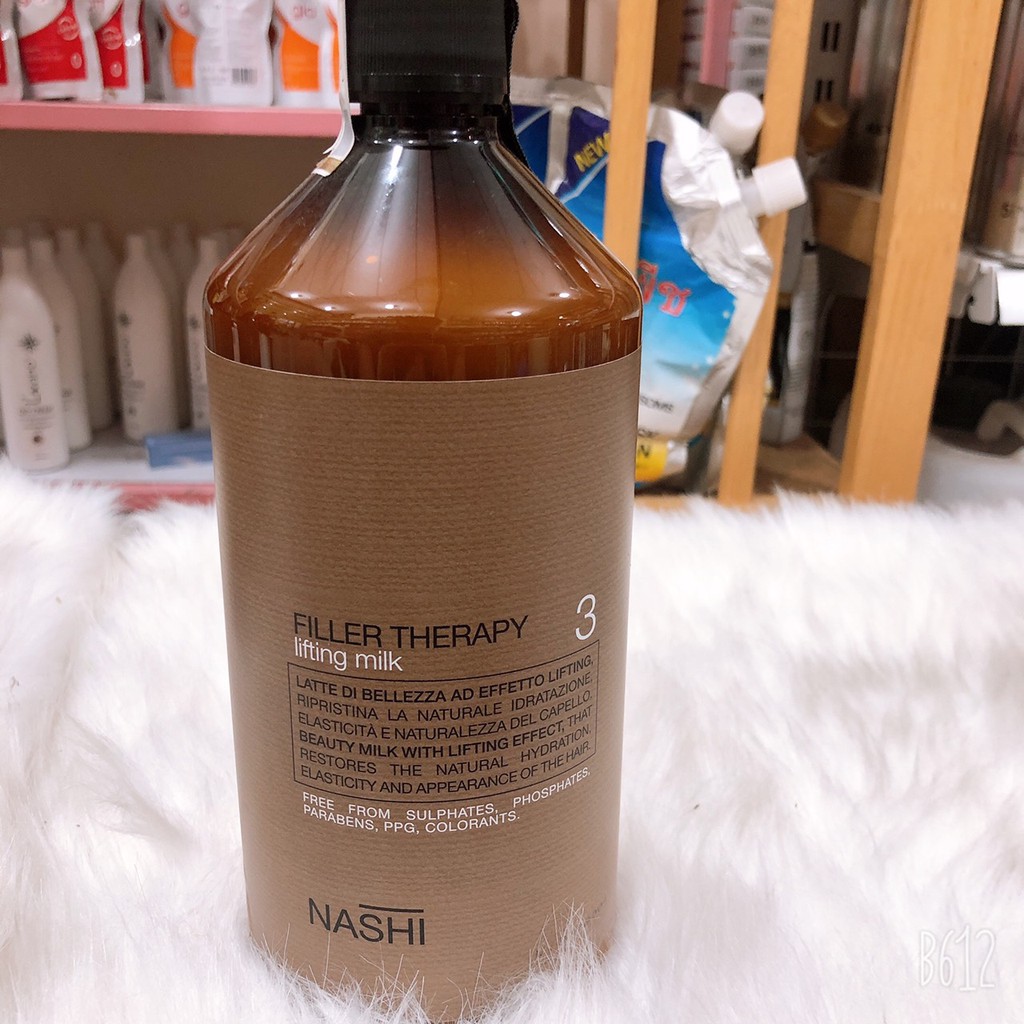 NEW
FILLER THERAPY
lifting milk
3
LATTE DI BELLEZZA AD EFFETTO LIFTING,
RIPRISTINA LA NATURALE IDRATAZIONE,
ELASTICITÀ E NATURALEZZA DEL CAPELLO.
BEAUTY MILK WITH LIFTING EFFECT, THAT
RESTORES THE NATURAL HYDRATION,
ELASTICITY AND APPEARANCE OF THE HAIR.
FREE FROM SULPHATES, PHOSPHATES,
PARABENS, PPG, COLORANTS.
NASHI
B612